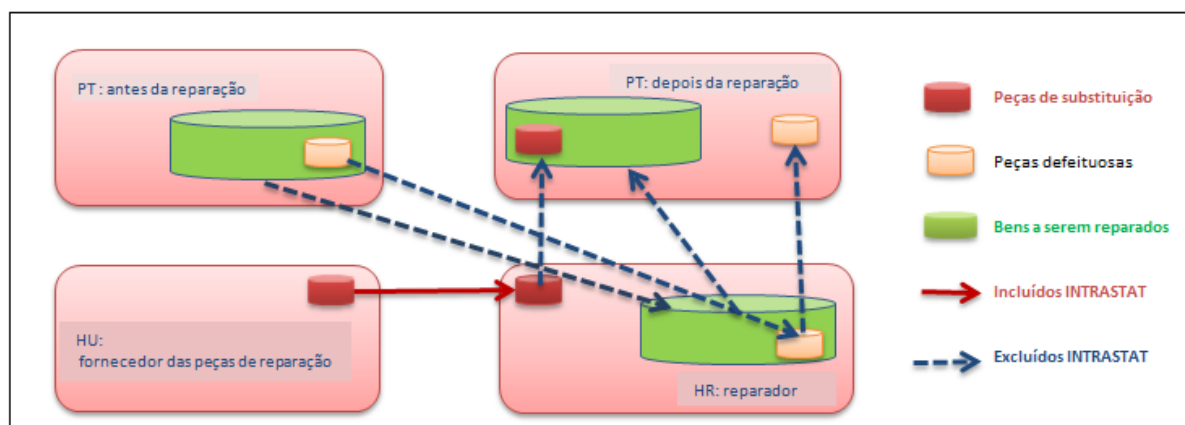 PT : antes da reparação
PT: depois da reparação
Peças de substituição
Peças defeituosas
Bens a serem reparados
HU:
fornecedor das peças de reparação
HR: reparador
Incluídos INTRASTAT
Excluídos INTRASTAT